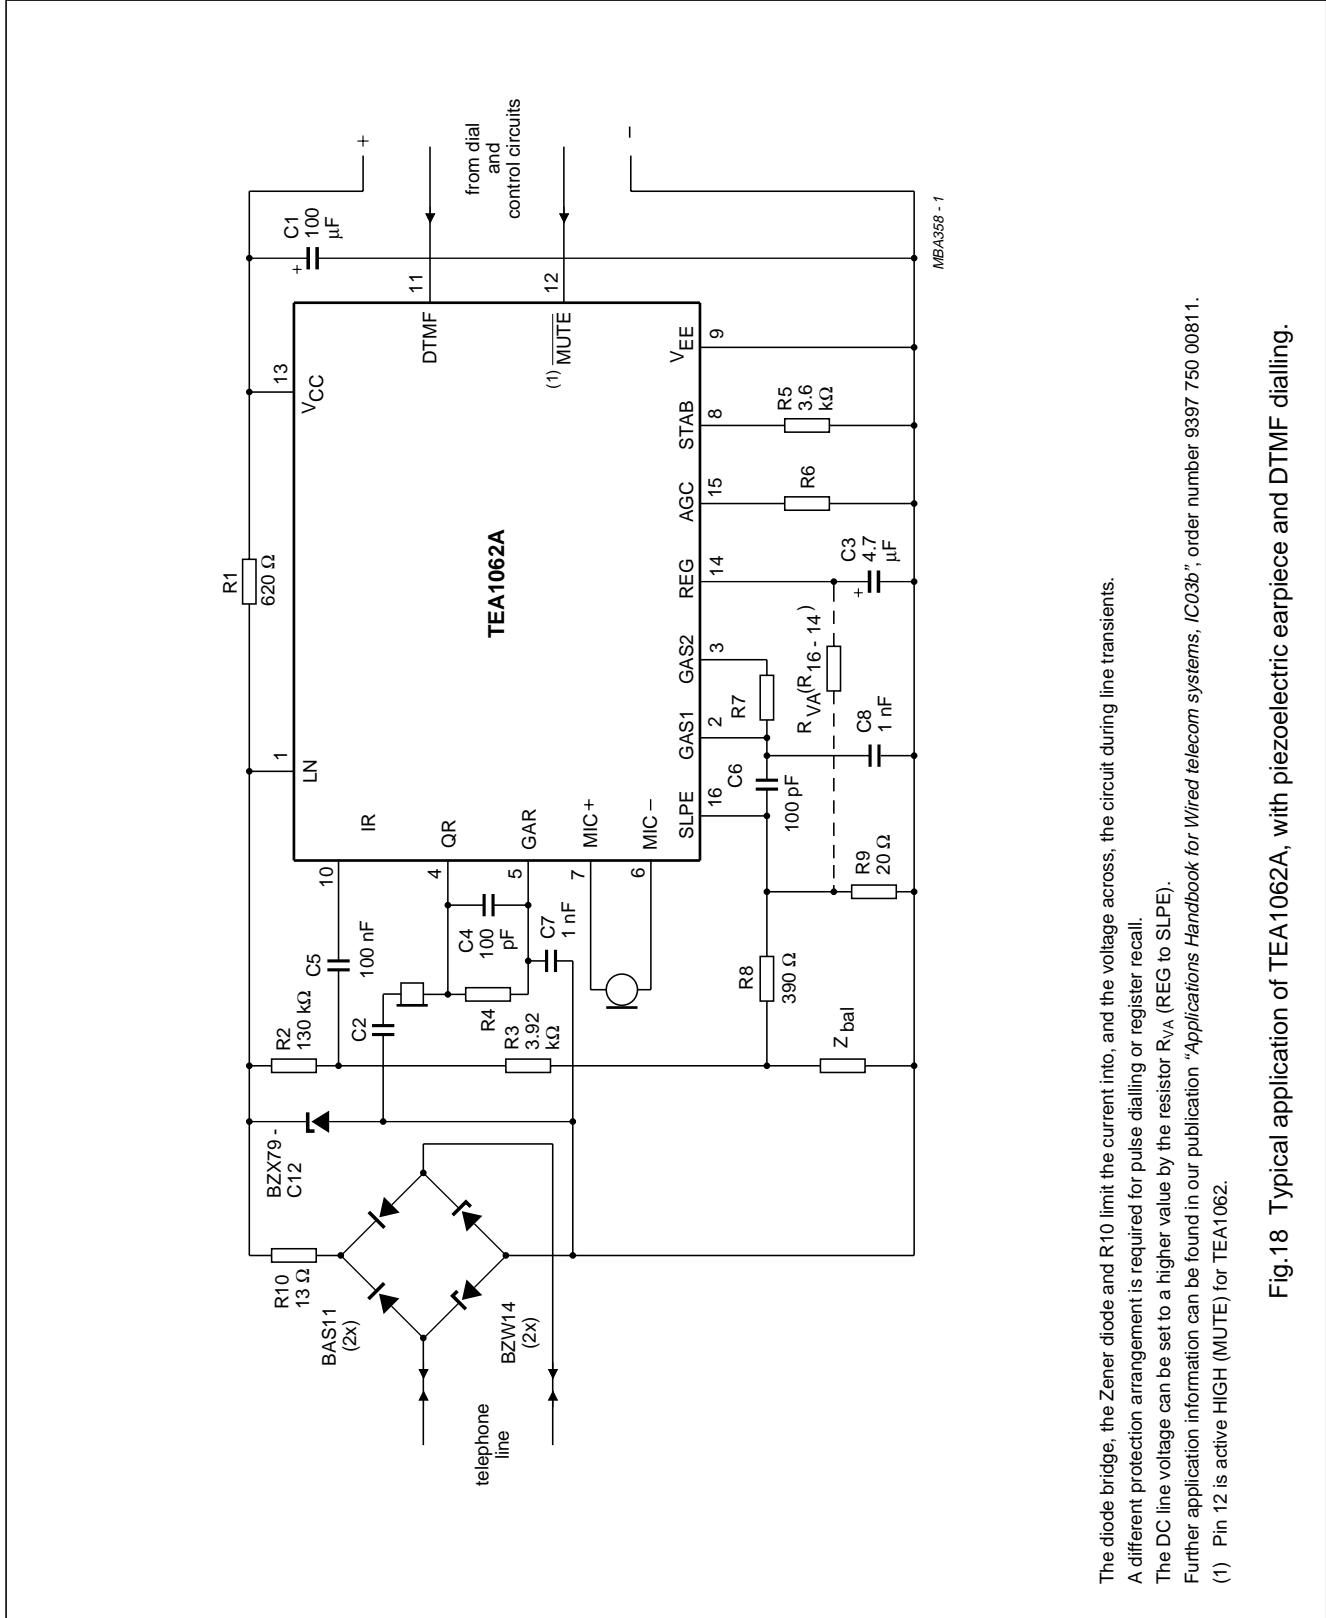 R1
620 Ω
C1
100
µF
+
+
–
from dial
and
control circuits
R10
13 Ω
BZX79 -
C12
R2
130 kΩ
C5
100 nF
10
IR
1
LN
13
VCC
11
DTMF
12
(1) MUTE
TEA1062A
BAS11
(2x)
BZW14
(2x)
telephone
line
C2
R4
C4
100
pF
C7
1 nF
R3
3.92
kΩ
4
QR
5
GAR
7
MIC+
6
MIC–
SLPE
16
GAS1
2
GAS2
3
REG
14
AGC
15
STAB
8
VEE
9
R8
390 Ω
Zbal
C6
100 pF
R7
RVA(R16 - 14)
R9
20 Ω
C8
1 nF
C3
4.7
µF
+
R6
R5
3.6
kΩ
MBA358 - 1
The diode bridge, the Zener diode and R10 limit the current into, and the voltage across, the circuit during line transients.
A different protection arrangement is required for pulse dialling or register recall.
The DC line voltage can be set to a higher value by the resistor RVA (REG to SLPE).
Further application information can be found in our publication “Applications Handbook for Wired telecom systems, IC03b”, order number 9397 750 00811.
(1) Pin 12 is active HIGH (MUTE) for TEA1062.
Fig.18 Typical application of TEA1062A, with piezoelectric earpiece and DTMF dialling.